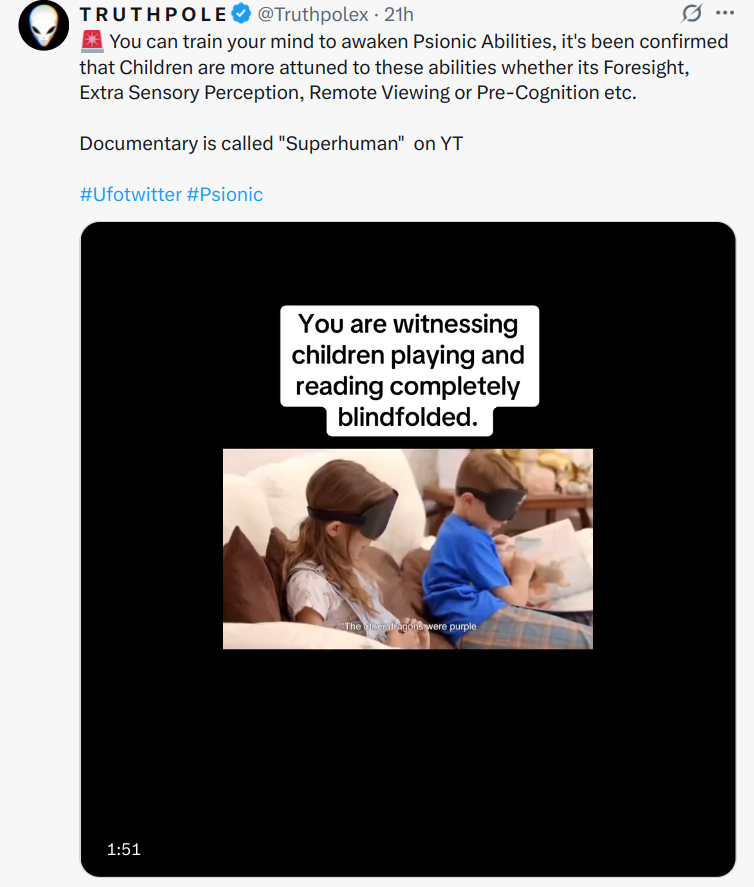 TRUTHPOLE @Truthpolex · 21h
🚨 You can train your mind to awaken Psionic Abilities, it's been confirmed
that Children are more attuned to these abilities whether its Foresight,
Extra Sensory Perception, Remote Viewing or Pre-Cognition etc.
Documentary is called "Superhuman" on YT
#Ufotwitter #Psionic
You are witnessing
children playing and
reading completely
blindfolded.
"The other dragons were purple
1:51